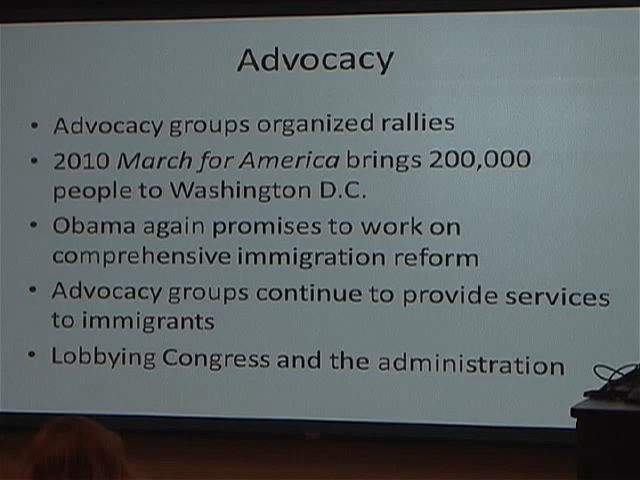 Advocacy
• Advocacy groups organized rallies
• 2010 March for America brings 200,000
people to Washington D.C.
• Obama again promises to work on
comprehensive immigration reform
• Advocacy groups continue to provide services
to immigrants
• Lobbying Congress and the administration